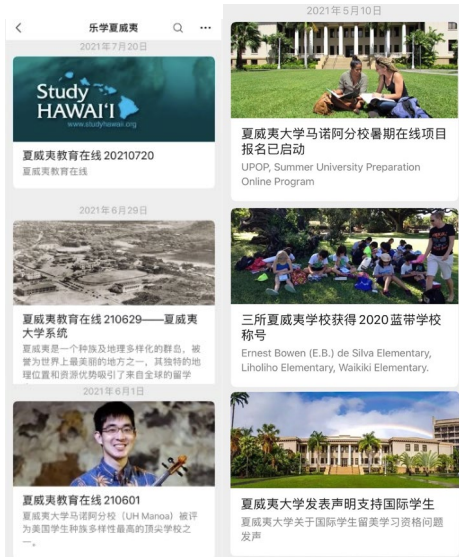 乐学夏威夷
2021年7月20日
Study
HAWAI'I
www.studyhawaii.org
夏威夷教育在线 20210720
夏威夷教育在线
2021年6月29日
夏威夷教育在线 210629——夏威夷
大学系统
夏威夷是一个种族及地理多样化的群岛，被
誉为世界上最美丽的地方之一，其独特的地
理位置和资源优势吸引了来自全球的留学
2021年6月1日
夏威夷教育在线 210601
夏威夷大学马诺阿分校（UH Manoa）被评
为美国学生种族多样性最高的顶尖学校之
一。
2021年5月10日
夏威夷大学马诺阿分校暑期在线项目
报名已启动
UPOP, Summer University Preparation
Online Program
三所夏威夷学校获得 2020 蓝带学校
称号
Ernest Bowen (E.B.) de Silva Elementary,
Liholiho Elementary, Waikiki Elementary.
夏威夷大学发表声明支持国际学生
夏威夷大学关于国际学生留美学习资格问题
发声